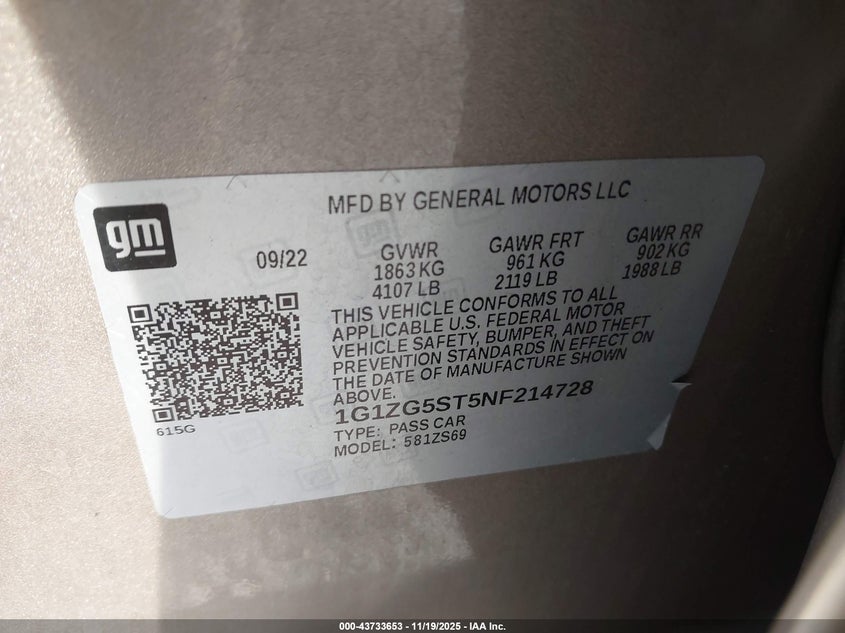 MFD BY GENERAL MOTORS LLC
gm
09/22
GVWR
1863 KG
4107 LB
GAWR FRT
961 KG
2119 LB
GAWR RR
902 KG
1988 LB
THIS VEHICLE CONFORMS TO ALL
APPLICABLE U.S. FEDERAL MOTOR
VEHICLE SAFETY, BUMPER, AND THEFT
PREVENTION STANDARDS IN EFFECT ON
THE DATE OF MANUFACTURE SHOWN
ABOVE.
1G1ZG5ST5NF214728
TYPE: PASS CAR
MODEL: 581ZS69
615G
000-43733653 - 11/19/2025 - IAA Inc.